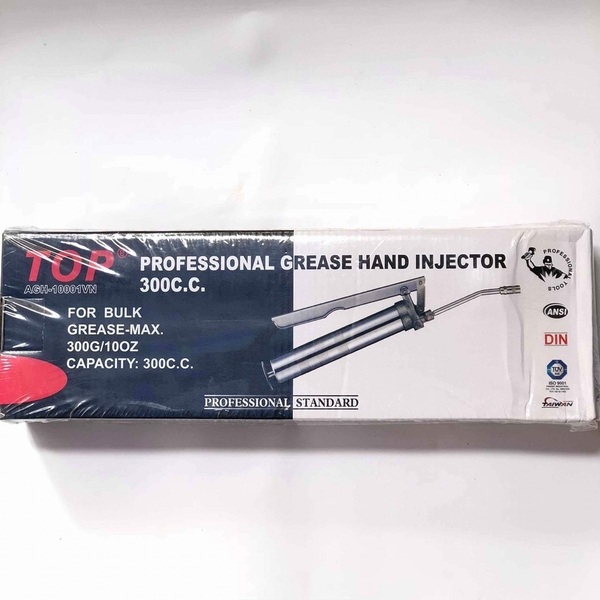 TOP®
AGH-10001VN
PROFESSIONAL GREASE HAND INJECTOR
300C.C.
FOR BULK
GREASE-MAX.
300G/10OZ
CAPACITY: 300C.C.
PROFESSIONAL STANDARD
PROFESSIONAL TOOLS
ANSI
DIN
TÜV
ISO 9001
TAIWAN